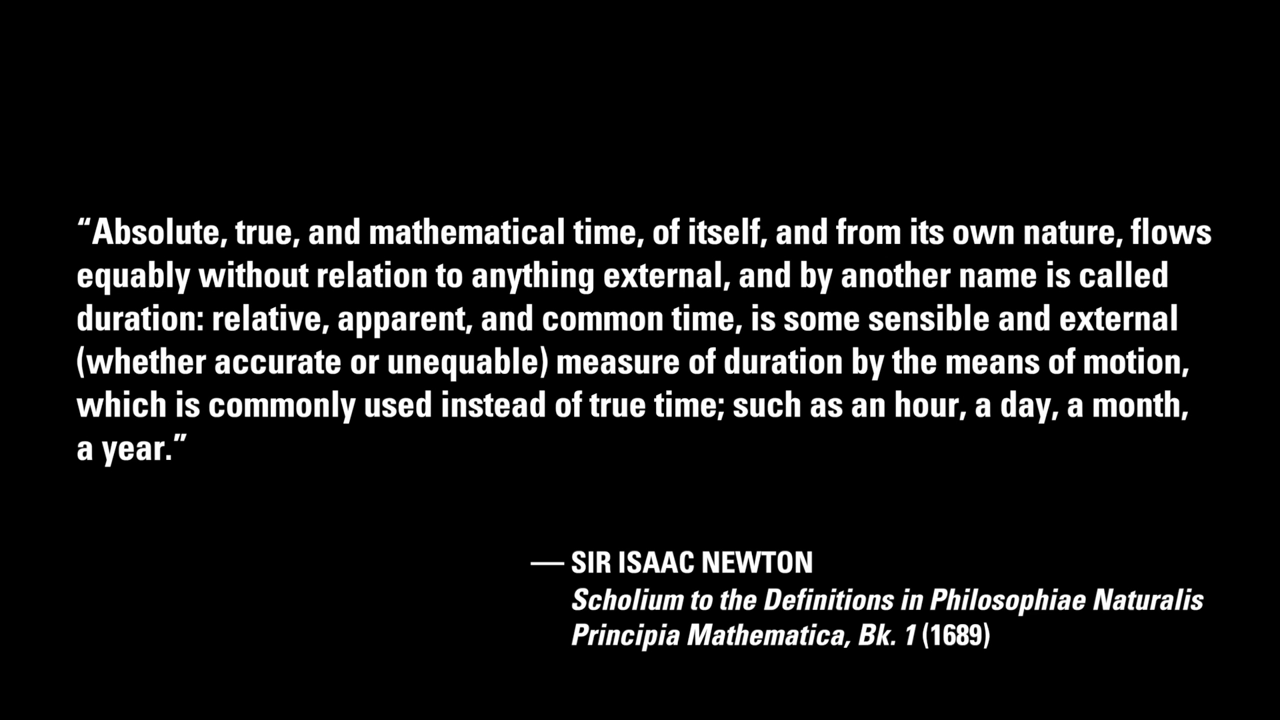 “Absolute, true, and mathematical time, of itself, and from its own nature, flows
equably without relation to anything external, and by another name is called
duration: relative, apparent, and common time, is some sensible and external
(whether accurate or unequable) measure of duration by the means of motion,
which is commonly used instead of true time; such as an hour, a day, a month,
a year.”
— SIR ISAAC NEWTON
Scholium to the Definitions in Philosophiae Naturalis
Principia Mathematica, Bk. 1 (1689)